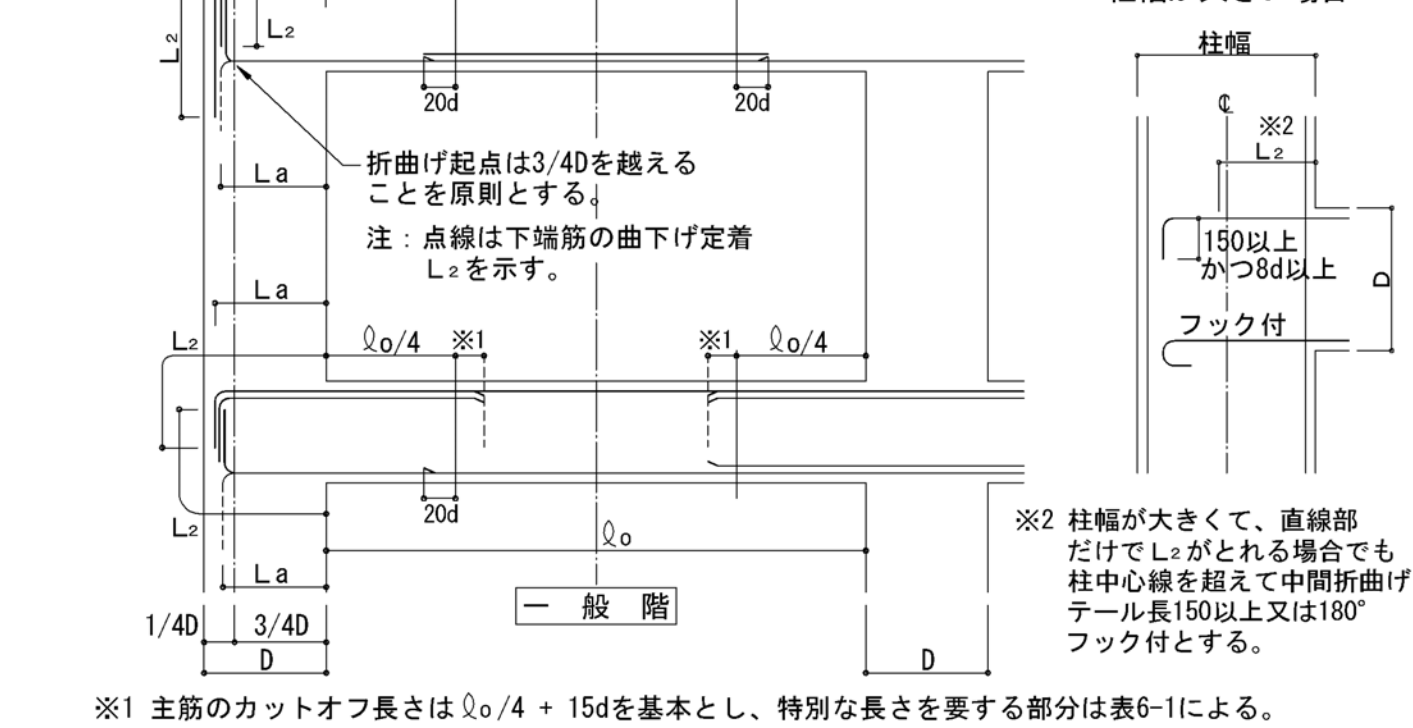 L₂
L₂
20d
20d
折曲げ起点は3/4Dを越える
ことを原則とする。
La
注：点線は下端筋の曲下げ定着
L₂を示す。
La
L₂
ℓo/4
※1
※1
ℓo/4
20d
L₂
ℓo
La
一般階
1/4D
3/4D
D
D
柱幅
℄
※2
L₂
150以上
かつ8d以上
D
フック付
※2 柱幅が大きくて、直線部
だけでL₂がとれる場合でも
柱中心線を超えて中間折曲げ
テール長150以上又は180°
フック付とする。
※1 主筋のカットオフ長さはℓo/4 + 15dを基本とし、特別な長さを要する部分は表6-1による。